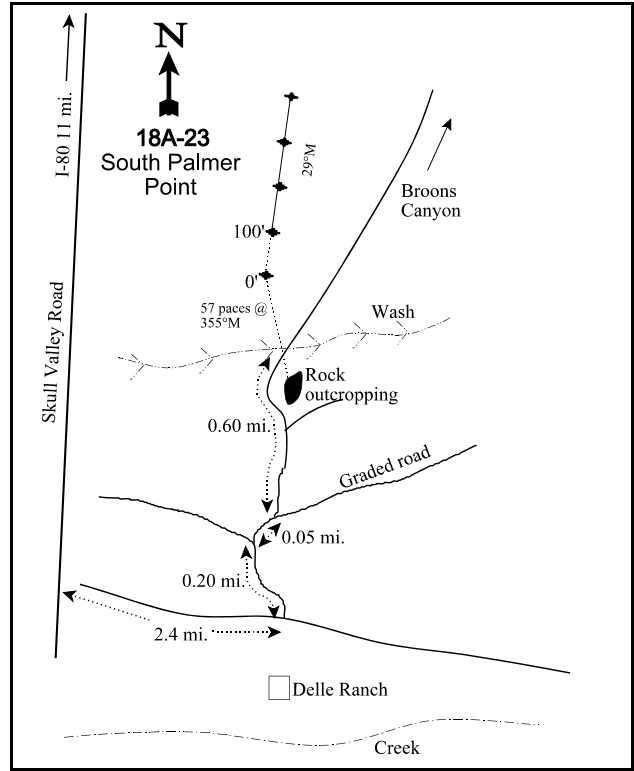 N
I-80 11 mi.
18A-23
South Palmer
Point
29°M
Broons
Canyon
100'
0'
57 paces @
355°M
Wash
Skull Valley Road
Rock
outcropping
0.60 mi.
Graded road
0.05 mi.
0.20 mi.
2.4 mi.
Delle Ranch
Creek